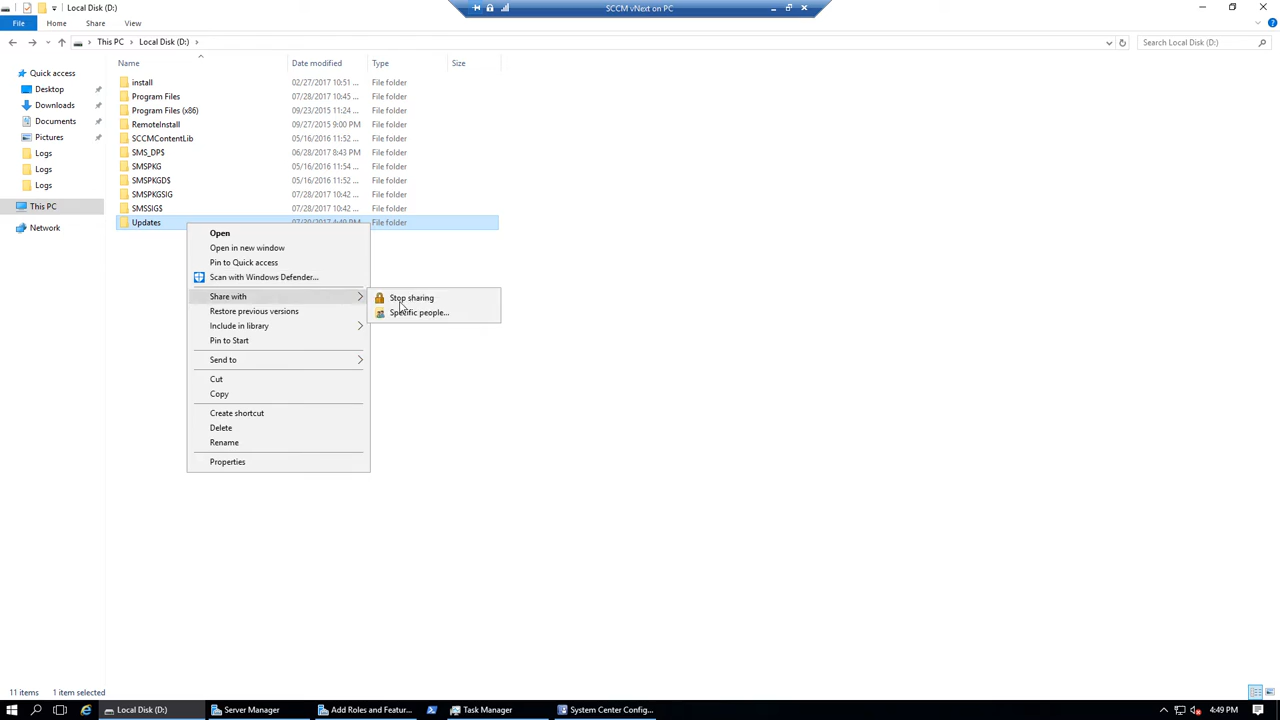 Local Disk (D:)
SCCM vNext on PC
File
Home
Share
View
This PC
Local Disk (D:)
Search Local Disk (D:)
Name
Date modified
Type
Size
Quick access
Desktop
Downloads
Documents
Pictures
Logs
Logs
Logs
This PC
Network
install 02/27/2017 10:51 ... File folder
Program Files 07/28/2017 10:45 ... File folder
Program Files (x86) 09/23/2015 11:24 ... File folder
RemoteInstall 09/27/2015 9:00 PM File folder
SCCMContentLib 05/16/2016 11:52 ... File folder
SMS_DP$ 06/28/2017 8:43 PM File folder
SMSPKG 05/16/2016 11:54 ... File folder
SMSPKGD$ 05/16/2016 11:52 ... File folder
SMSPKGSIG 07/28/2017 10:42 ... File folder
SMSSIG$ 07/28/2017 10:42 ... File folder
Updates 07/30/2017 4:49 PM File folder
Open
Open in new window
Pin to Quick access
Scan with Windows Defender...
Share with
Restore previous versions
Include in library
Pin to Start
Send to
Cut
Copy
Create shortcut
Delete
Rename
Properties
Stop sharing
Specific people...
11 items
1 item selected
Local Disk (D:)
Server Manager
Add Roles and Featur...
Task Manager
System Center Config...
4:49 PM